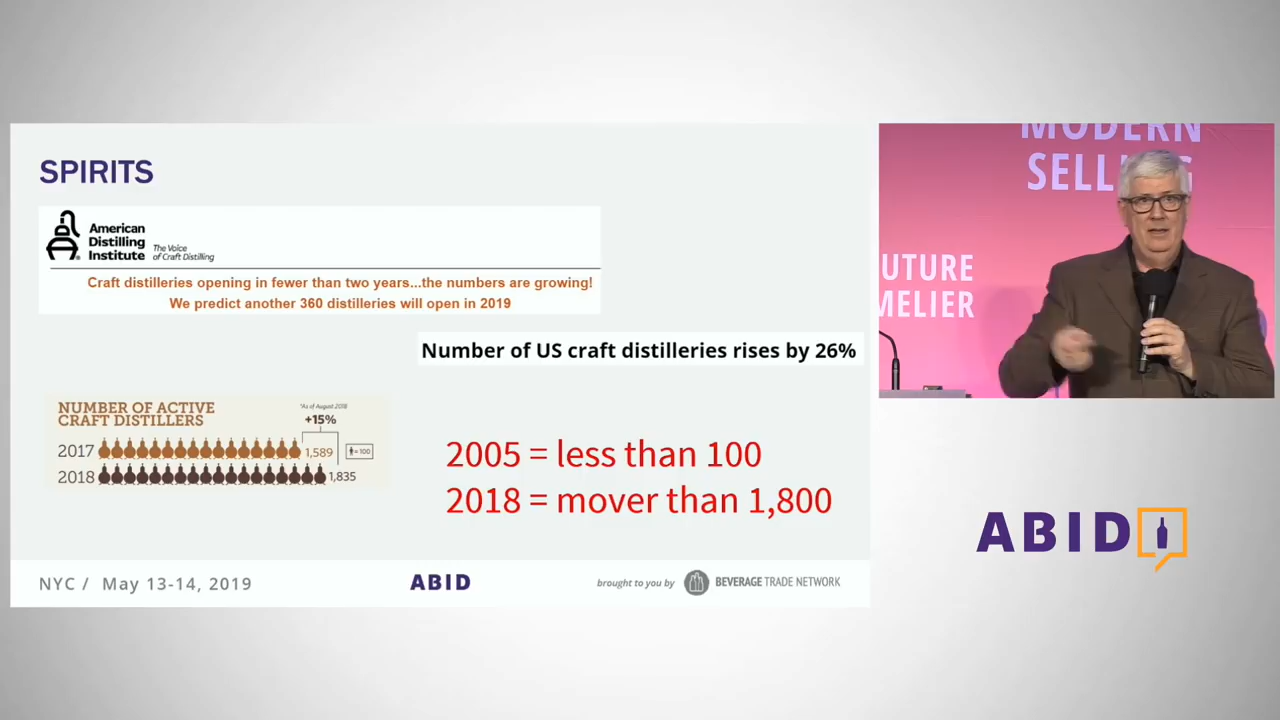 SPIRITS
American
Distilling
Institute
The Voice
of Craft Distilling
Craft distilleries opening in fewer than two years...the numbers are growing!
We predict another 360 distilleries will open in 2019
Number of US craft distilleries rises by 26%
NUMBER OF ACTIVE
CRAFT DISTILLERS
*As of August 2018
+15%
2017 1,589 = 100
2018 1,835
2005 = less than 100
2018 = mover than 1,800
NYC / May 13-14, 2019
ABID
brought to you by BEVERAGE TRADE NETWORK
MODERN
SELL G
UTURE
MELIER
ABID